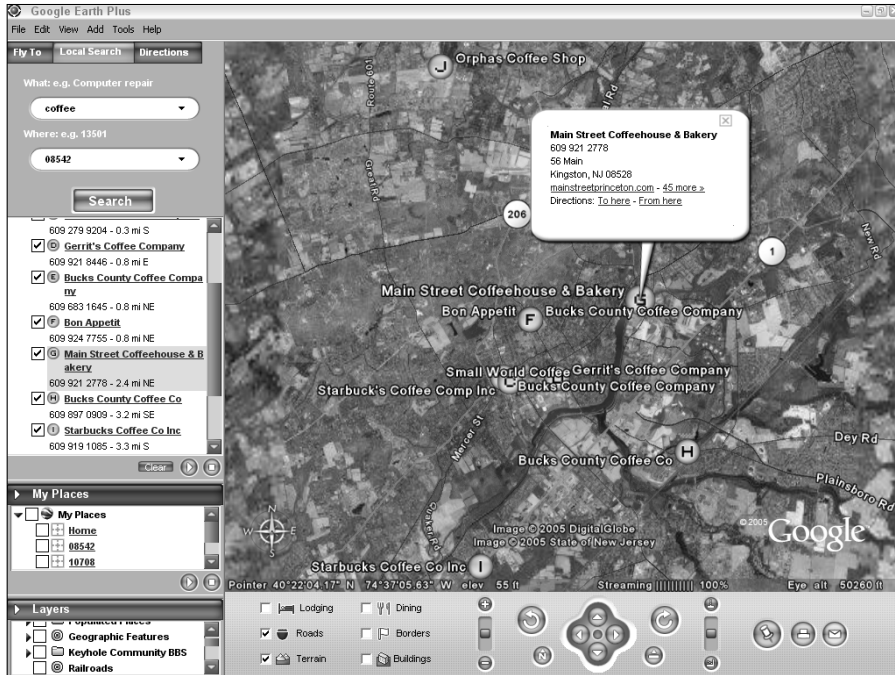 Google Earth Plus
File Edit View Add Tools Help
Fly To Local Search Directions
What: e.g. Computer repair
coffee
Where: e.g. 13501
08542
Search
609 279 9204 - 0.3 mi S
D Gerrit's Coffee Company
609 921 8446 - 0.8 mi E
E Bucks County Coffee Compa
ny
609 683 1645 - 0.8 mi NE
F Bon Appetit
609 924 7755 - 0.8 mi NE
G Main Street Coffeehouse & B
akery
609 921 2778 - 2.4 mi NE
H Bucks County Coffee Co
609 897 0909 - 3.2 mi SE
I Starbucks Coffee Co Inc
609 919 1085 - 3.3 mi S
Clear
My Places
My Places
Home
08542
10708
Layers
Populated Places
Geographic Features
Keyhole Community BBS
Railroads
J Orphas Coffee Shop
Route 601
Great Rd
Main Street Coffeehouse & Bakery
609 921 2778
56 Main
Kingston, NJ 08528
mainstreetprinceton.com - 45 more »
Directions: To here - From here
206
1
New Rd
Main Street Coffeehouse & Bakery G
Bon Appetit F Bucks County Coffee Company
Small World Coffee Gerrit's Coffee Company
Starbuck's Coffee Comp Inc C Bucks County Coffee Company
Mercer St
Dey Rd
Bucks County Coffee Co H
Plainsboro Rd
Quaker Rd
N
W E
S
Image © 2005 DigitalGlobe
Image © 2005 State of New Jersey
© 2005 Google
Starbucks Coffee Co Inc I
Pointer 40°22'04.17" N 74°37'05.63" W elev 55 ft Streaming |||||||||| 100% Eye alt 50260 ft
Lodging Dining
Roads Borders
Terrain Buildings
N